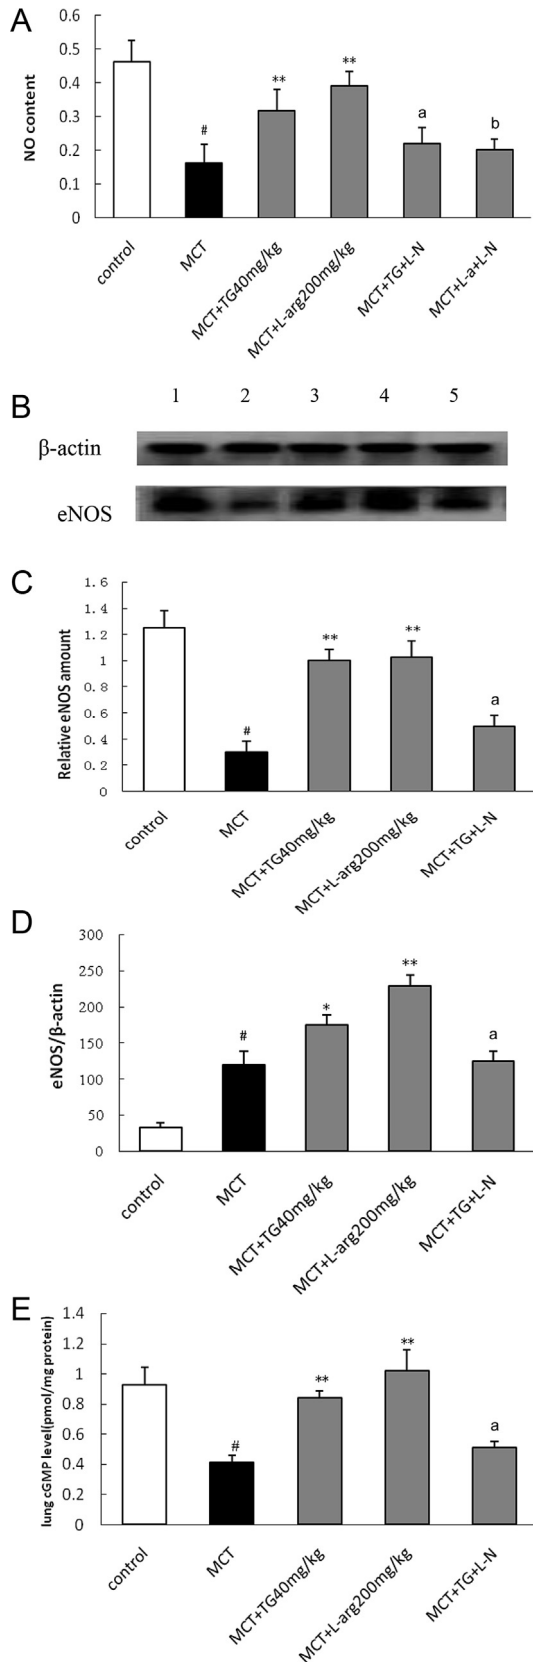 A
0.6
0.5
0.4
0.3
0.2
0.1
0
NO content
#
**
**
a
b
control
MCT
MCT+TG40mg/kg
MCT+L-arg200mg/kg
MCT+TG+L-N
MCT+L-a+L-N
B
1 2 3 4 5
β-actin
eNOS
C
1.6
1.4
1.2
1
0.8
0.6
0.4
0.2
0
Relative eNOS amount
#
**
**
a
control
MCT
MCT+TG40mg/kg
MCT+L-arg200mg/kg
MCT+TG+L-N
D
300
250
200
150
100
50
0
eNOS/β-actin
#
*
**
a
control
MCT
MCT+TG40mg/kg
MCT+L-arg200mg/kg
MCT+TG+L-N
E
1.4
1.2
1
0.8
0.6
0.4
0.2
0
lung cGMP level(pmol/mg protein)
#
**
**
a
control
MCT
MCT+TG40mg/kg
MCT+L-arg200mg/kg
MCT+TG+L-N